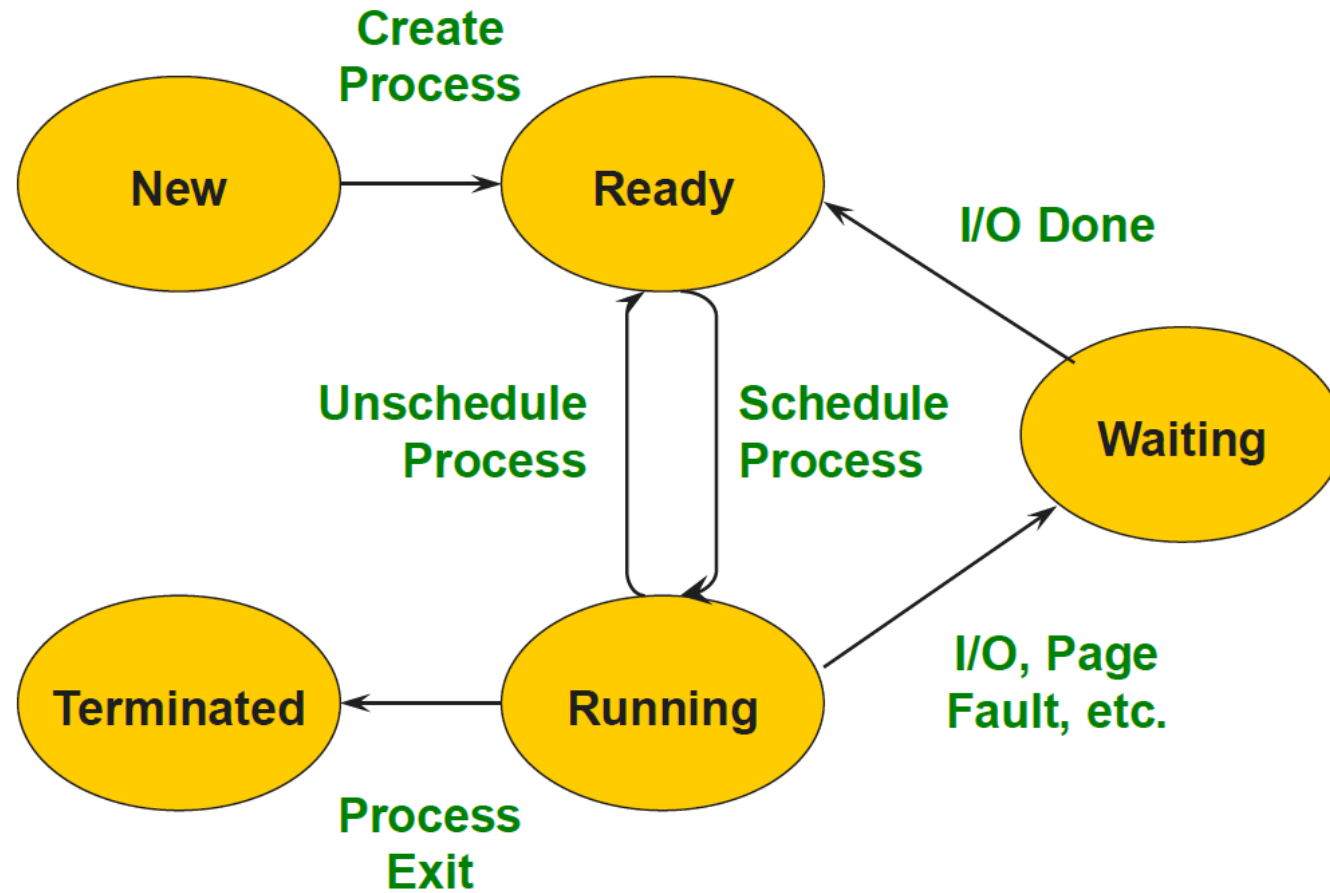 Create
Process
New
Ready
I/O Done
Unschedule
Process
Schedule
Process
Waiting
I/O, Page
Fault, etc.
Terminated
Running
Process
Exit